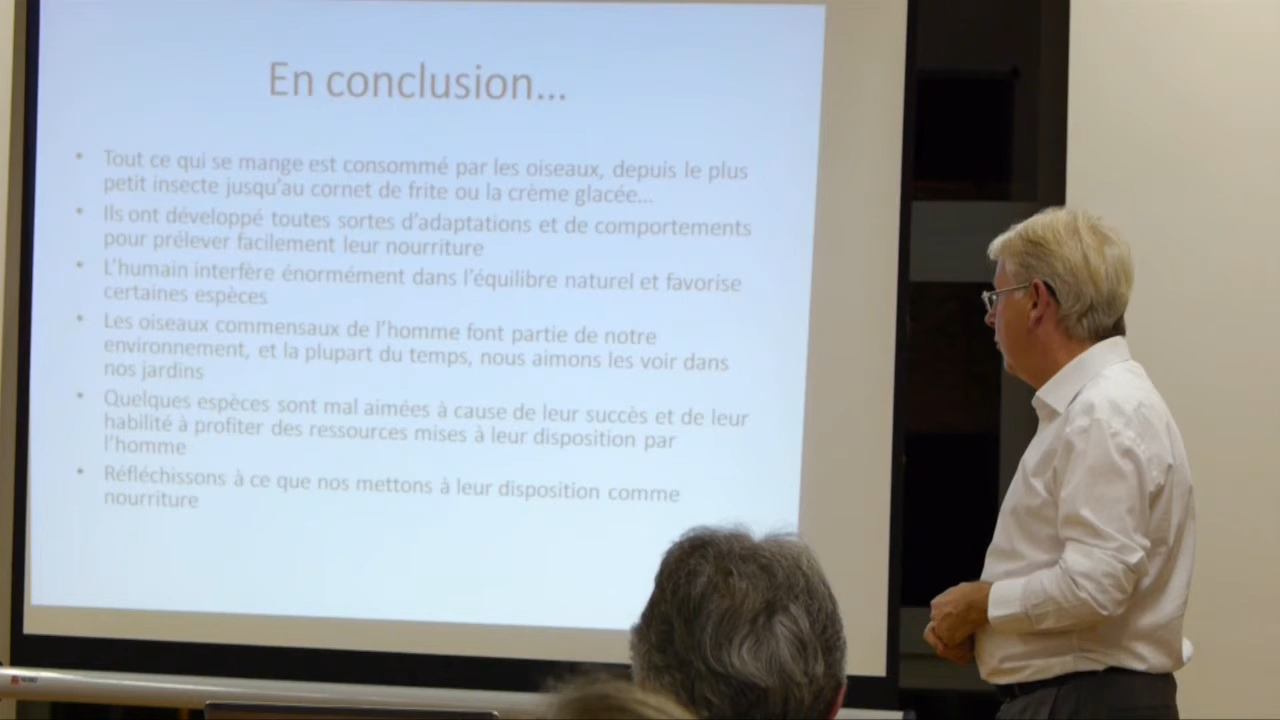 En conclusion...
• Tout ce qui se mange est consommé par les oiseaux, depuis le plus
petit insecte jusqu'au cornet de frite ou la crème glacée...
• Ils ont développé toutes sortes d'adaptations et de comportements
pour prélever facilement leur nourriture
• L'humain interfère énormément dans l'équilibre naturel et favorise
certaines espèces
• Les oiseaux commensaux de l'homme font partie de notre
environnement, et la plupart du temps, nous aimons les voir dans
nos jardins
• Quelques espèces sont mal aimées à cause de leur succès et de leur
habilité à profiter des ressources mises à leur disposition par
l'homme
• Réfléchissons à ce que nos mettons à leur disposition comme
nourriture